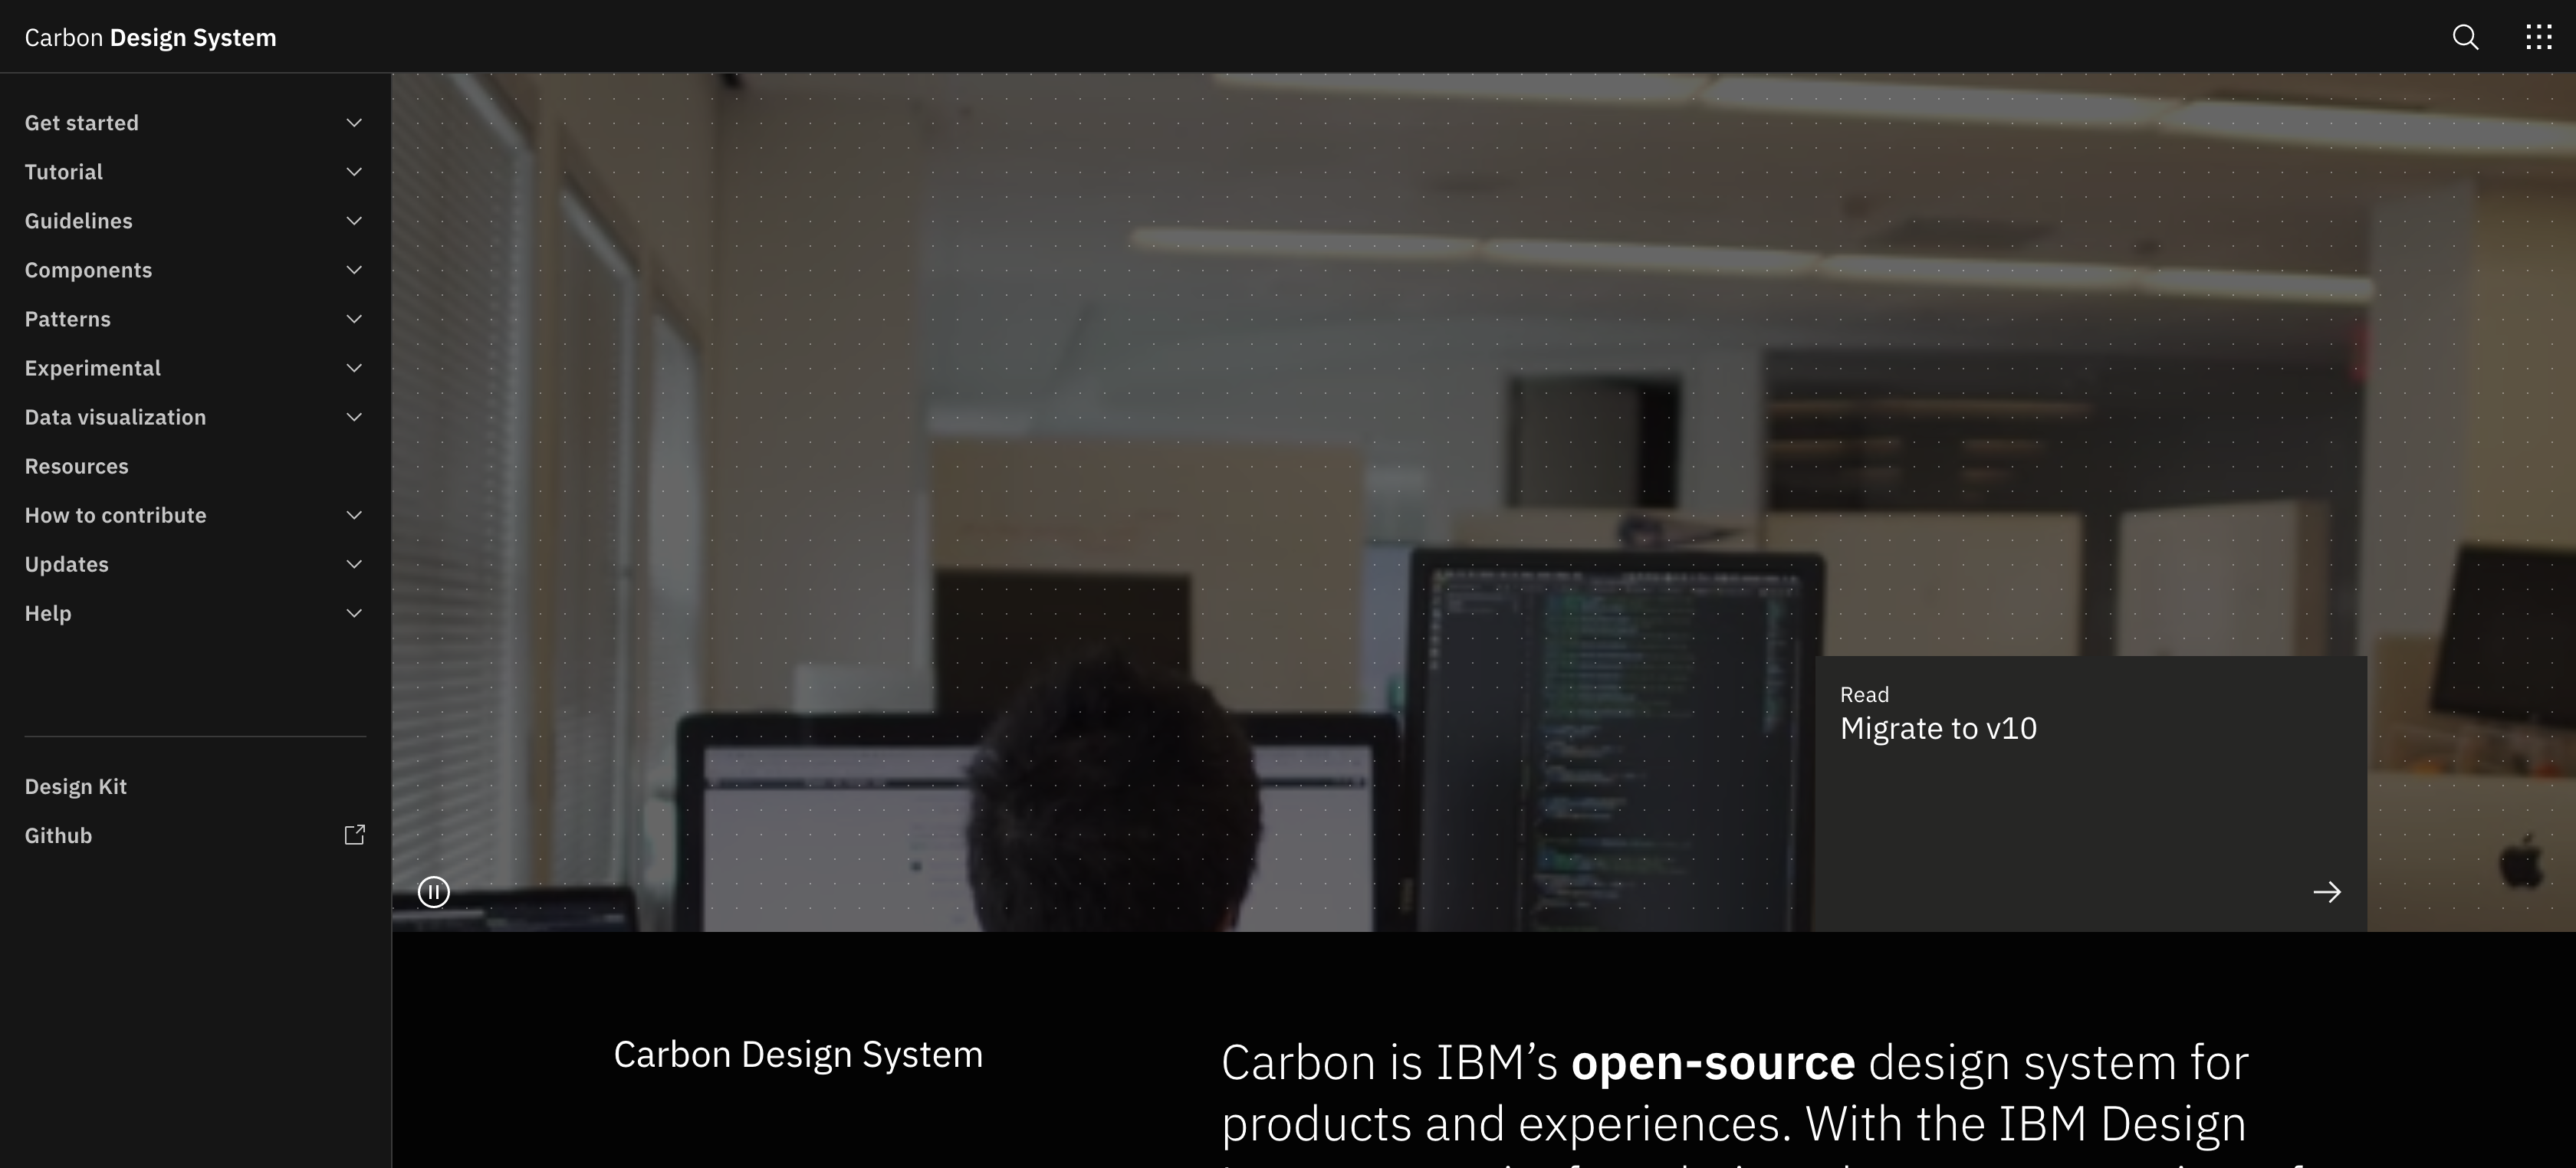 Carbon Design System
Get started
Tutorial
Guidelines
Components
Patterns
Experimental
Data visualization
Resources
How to contribute
Updates
Help
Design Kit
Github
Read
Migrate to v10
Carbon Design System
Carbon is IBM’s open-source design system for
products and experiences. With the IBM Design